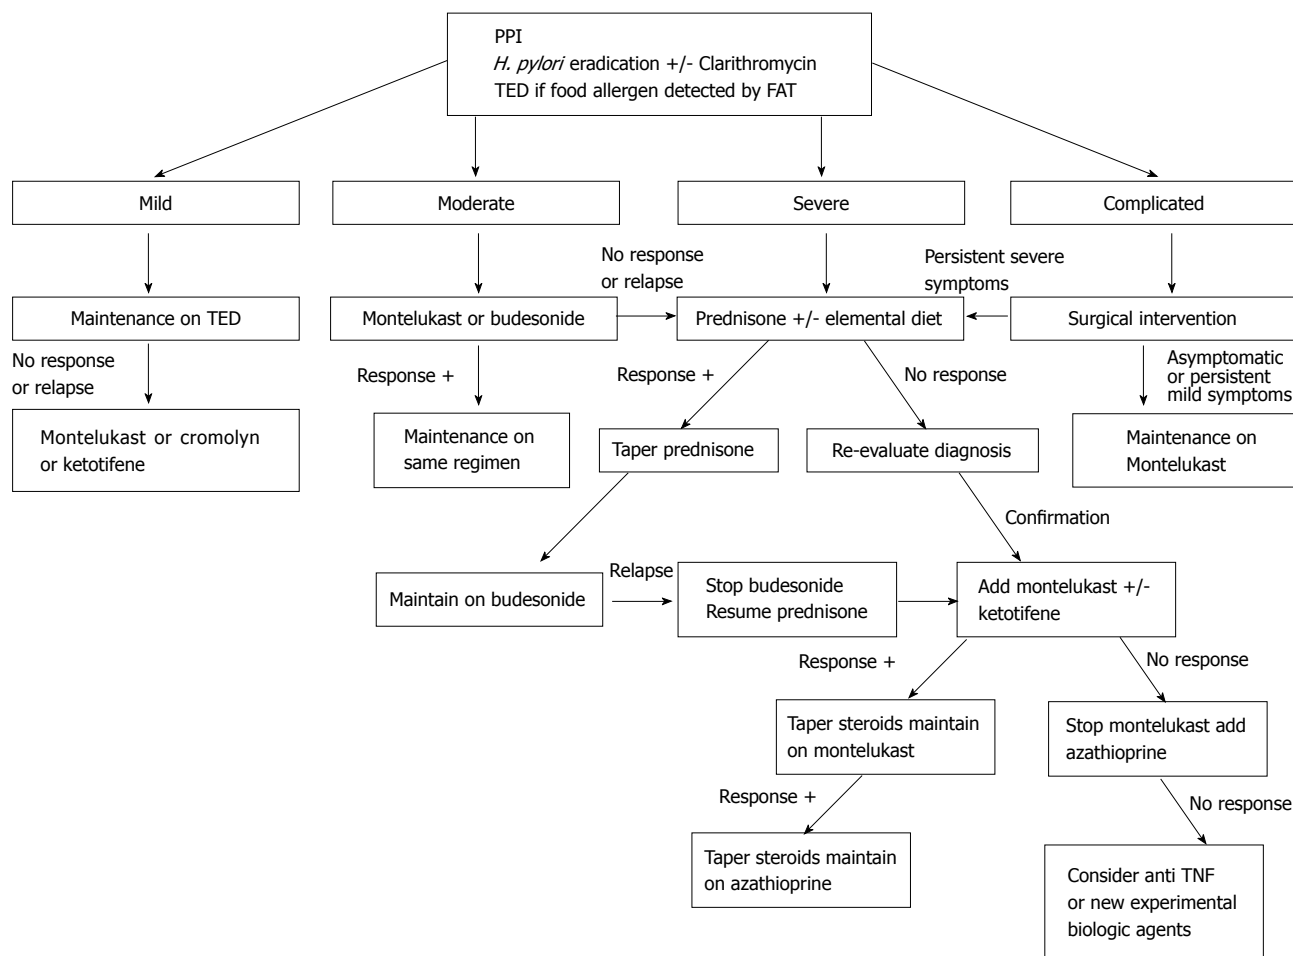 PPI
H. pylori eradication +/- Clarithromycin
TED if food allergen detected by FAT
Mild
Moderate
Severe
Complicated
No response
or relapse
Persistent severe
symptoms
Maintenance on TED
Montelukast or budesonide
Prednisone +/- elemental diet
Surgical intervention
No response
or relapse
Response +
Response +
No response
Asymptomatic
or persistent
mild symptoms
Montelukast or cromolyn
or ketotifene
Maintenance on
same regimen
Taper prednisone
Re-evaluate diagnosis
Maintenance on
Montelukast
Confirmation
Maintain on budesonide
Relapse
Stop budesonide
Resume prednisone
Add montelukast +/-
ketotifene
Response +
No response
Taper steroids maintain
on montelukast
Stop montelukast add
azathioprine
Response +
No response
Taper steroids maintain
on azathioprine
Consider anti TNF
or new experimental
biologic agents